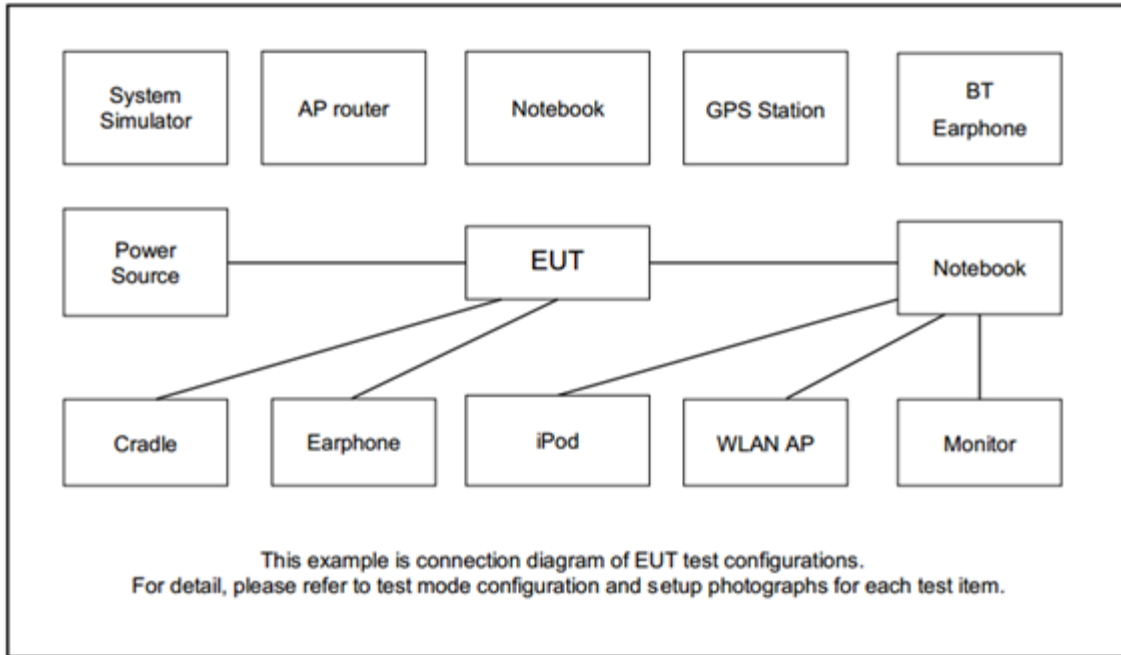 System
Simulator
AP router
Notebook
GPS Station
BT
Earphone
Power
Source
EUT
Notebook
Cradle
Earphone
iPod
WLAN AP
Monitor
This example is connection diagram of EUT test configurations.
For detail, please refer to test mode configuration and setup photographs for each test item.